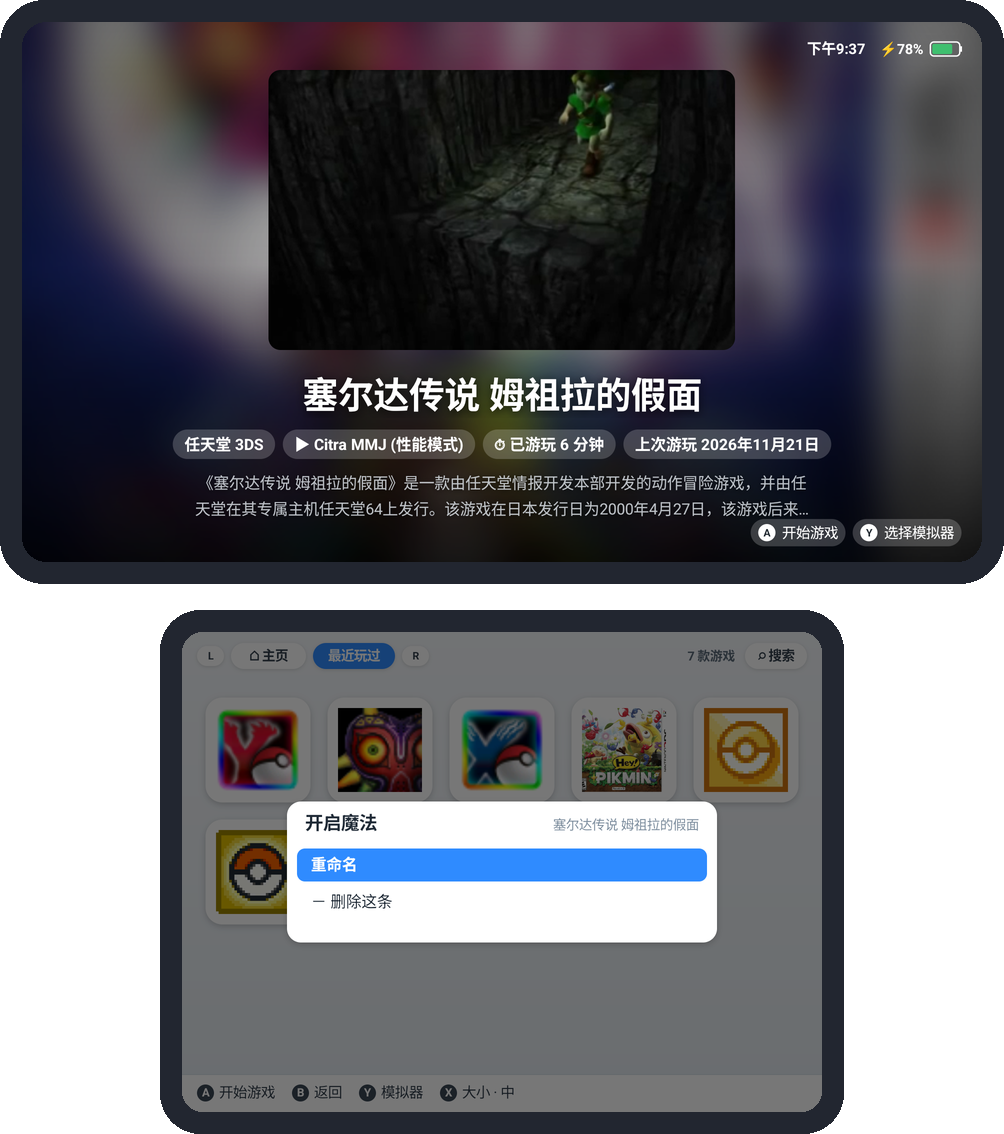 下午9:37 ⚡78%
塞尔达传说 姆祖拉的假面
任天堂 3DS ▶ Citra MMJ (性能模式) ⏱ 已游玩 6 分钟 上次游玩 2026年11月21日
《塞尔达传说 姆祖拉的假面》是一款由任天堂情报开发本部开发的动作冒险游戏，并由任
天堂在其专属主机任天堂64上发行。该游戏在日本发行日为2000年4月27日，该游戏后来...
A 开始游戏 Y 选择模拟器
L 主页 最近玩过 R 7 款游戏 搜索
Hey!
PIKMIN
开启魔法 塞尔达传说 姆祖拉的假面
重命名
— 删除这条
A 开始游戏 B 返回 Y 模拟器 X 大小 · 中